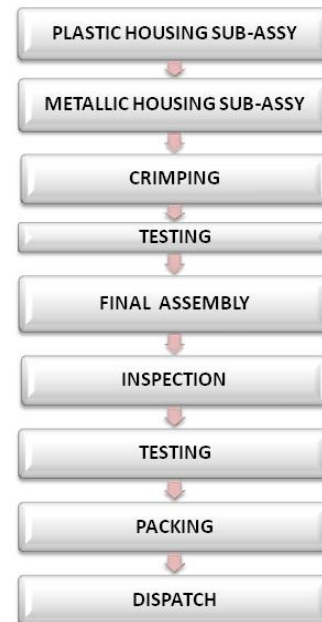 PLASTIC HOUSING SUB-ASSY
METALLIC HOUSING SUB-ASSY
CRIMPING
TESTING
FINAL ASSEMBLY
INSPECTION
TESTING
PACKING
DISPATCH